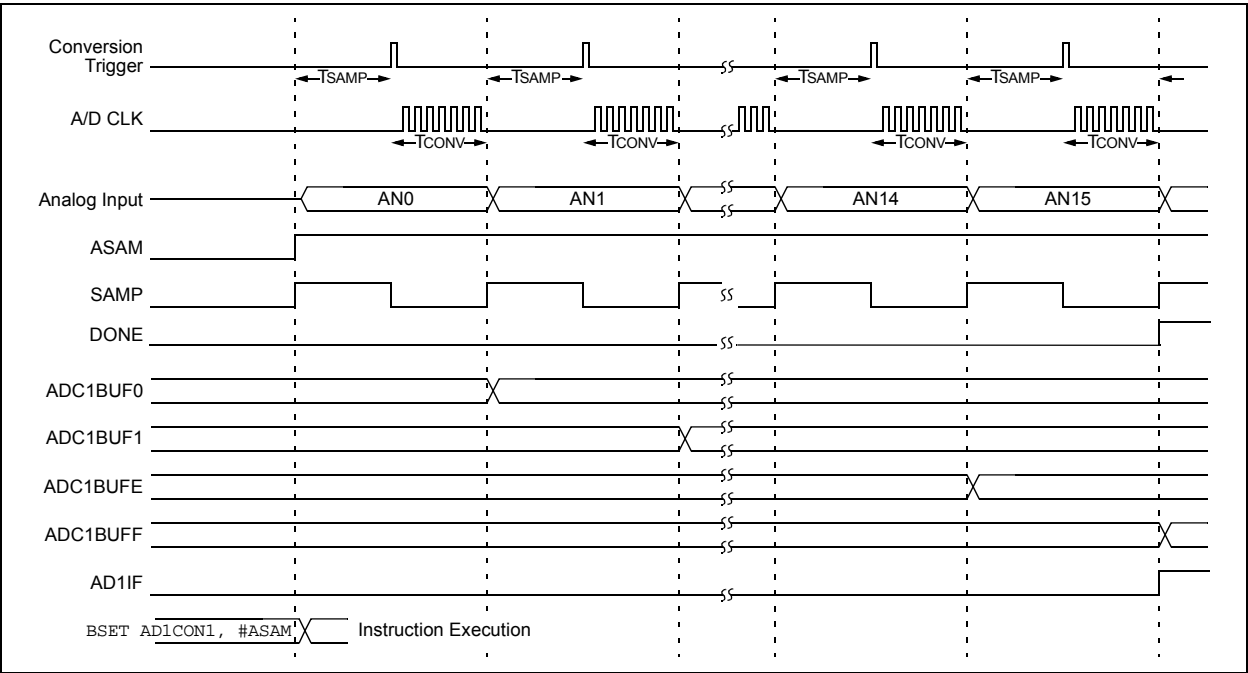 Conversion
Trigger
TSAMP TSAMP TSAMP TSAMP
A/D CLK
TCONV TCONV TCONV TCONV
Analog Input AN0 AN1 AN14 AN15
ASAM
SAMP
DONE
ADC1BUF0
ADC1BUF1
ADC1BUFE
ADC1BUFF
AD1IF
BSET AD1CON1, #ASAM Instruction Execution